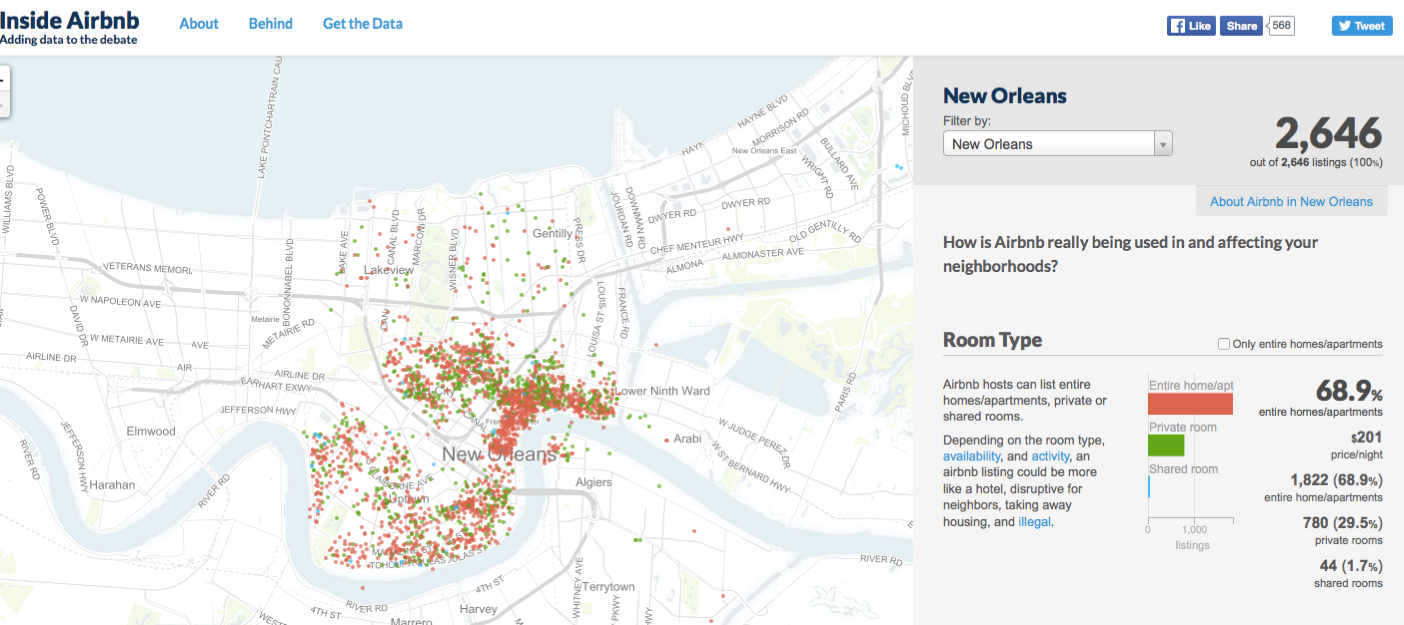 Inside Airbnb
Adding data to the debate
About
Behind
Get the Data
Like
Share
568
Tweet
New Orleans
Filter by:
New Orleans
2,646
out of 2,646 listings (100%)
About Airbnb in New Orleans
How is Airbnb really being used in and affecting your
neighborhoods?
Room Type
Only entire homes/apartments
Airbnb hosts can list entire
homes/apartments, private or
shared rooms.
Depending on the room type,
availability, and activity, an
airbnb listing could be more
like a hotel, disruptive for
neighbors, taking away
housing, and illegal.
Entire home/apt
Private room
Shared room
0
1,000
listings
68.9%
entire homes/apartments
$201
price/night
1,822 (68.9%)
entire home/apartments
780 (29.5%)
private rooms
44 (1.7%)
shared rooms
LAKE PONTCHARTRAIN CAU
HAYNE BLVD
MORRISON RD
MICHOUD BLV
HAYN
New Orleans East
BULLARD AVE
WRIGHT RD
WILLIAMS BLVD
POWER BLVD
DOWNMAN RD
JOURDAN RD
DWYER RD
DWYER RD
CHEF MENTEUR HWY
OLD GENTILLY RD
ALMONASTER AVE
ALMONA
LAKE AVE
CANAL BLVD
MARCONI DR
WISNER BLVD
PRESS DR
Gentilly
Lakeview
BONONNABEL BLVD
VETERANS MEMORI
W NAPOLEON AVE
Metairie
METAIRIE RD
DAVID DR
W METAIRIE AVE
AVE
AIRLINE DR
AIR
AIRLINE DR
EARHART EXWY
JEFFERSON HWY
LOUISA ST
FRANCE RD
Lower Ninth Ward
PARIS RD
CANAL
Elmwood
JEFFERSON HWY
RIVER RD
Harahan
RIVER RD
New Orleans
Arabi
W JUDGE PEREZ DR
W ST BERNARD HWY
Algiers
CLAIBORNE AVE
Uptown
RIVER RD
RIVER RD
4TH ST
4TH ST
WHITNEY AVE
Terrytown
PKWY
HWY
Harvey
Marrero
WEST